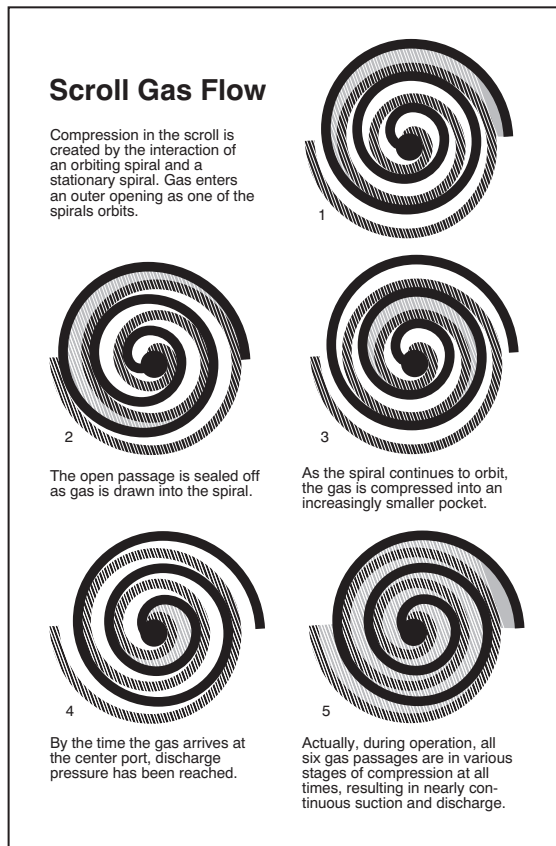 Scroll Gas Flow
Compression in the scroll is
created by the interaction of
an orbiting spiral and a
stationary spiral. Gas enters
an outer opening as one of the
spirals orbits.
1
2
The open passage is sealed off
as gas is drawn into the spiral.
3
As the spiral continues to orbit,
the gas is compressed into an
increasingly smaller pocket.
4
By the time the gas arrives at
the center port, discharge
pressure has been reached.
5
Actually, during operation, all
six gas passages are in various
stages of compression at all
times, resulting in nearly con-
tinuous suction and discharge.